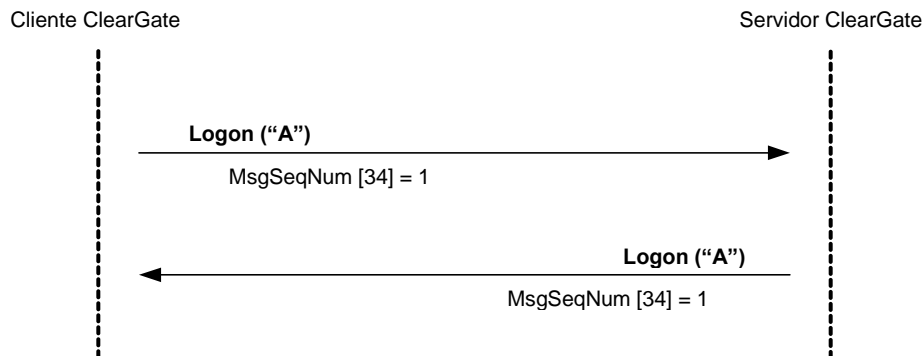 Cliente ClearGate
Servidor ClearGate
Logon (“A”)
MsgSeqNum [34] = 1
Logon (“A”)
MsgSeqNum [34] = 1